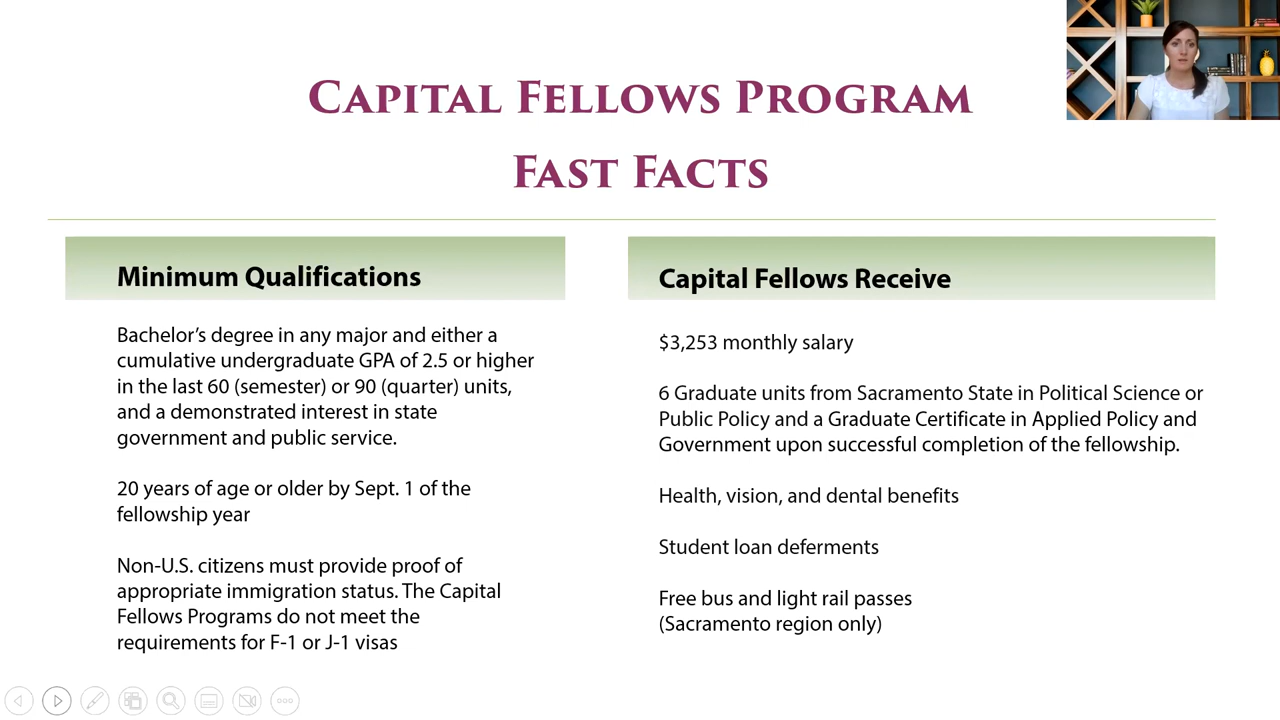 Capital Fellows Program
Fast Facts
Minimum Qualifications
Bachelor’s degree in any major and either a
cumulative undergraduate GPA of 2.5 or higher
in the last 60 (semester) or 90 (quarter) units,
and a demonstrated interest in state
government and public service.
20 years of age or older by Sept. 1 of the
fellowship year
Non-U.S. citizens must provide proof of
appropriate immigration status. The Capital
Fellows Programs do not meet the
requirements for F-1 or J-1 visas
Capital Fellows Receive
$3,253 monthly salary
6 Graduate units from Sacramento State in Political Science or
Public Policy and a Graduate Certificate in Applied Policy and
Government upon successful completion of the fellowship.
Health, vision, and dental benefits
Student loan deferments
Free bus and light rail passes
(Sacramento region only)